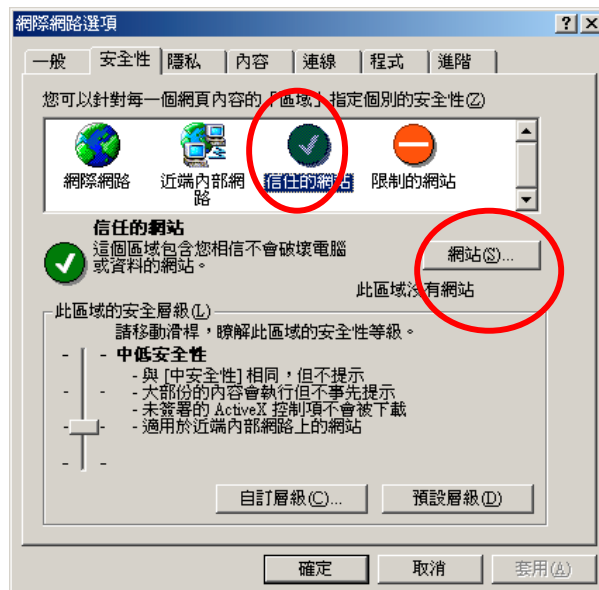 網際網路選項
一般 安全性 隱私 內容 連線 程式 進階
您可以針對每一個網頁內容的「區域」指定個別的安全性(Z)
網際網路 近端內部網路 信任的網站 限制的網站
信任的網站
這個區域包含您相信不會破壞電腦
或資料的網站。
網站(S)...
此區域沒有網站
此區域的安全層級(L)
請移動滑桿，瞭解此區域的安全性等級。
中低安全性
- 與 [中安全性] 相同，但不提示
- 大部份的內容會執行但不事先提示
- 未簽署的 ActiveX 控制項不會被下載
- 適用於近端內部網路上的網站
自訂層級(C)... 預設層級(D)
確定 取消 套用(A)